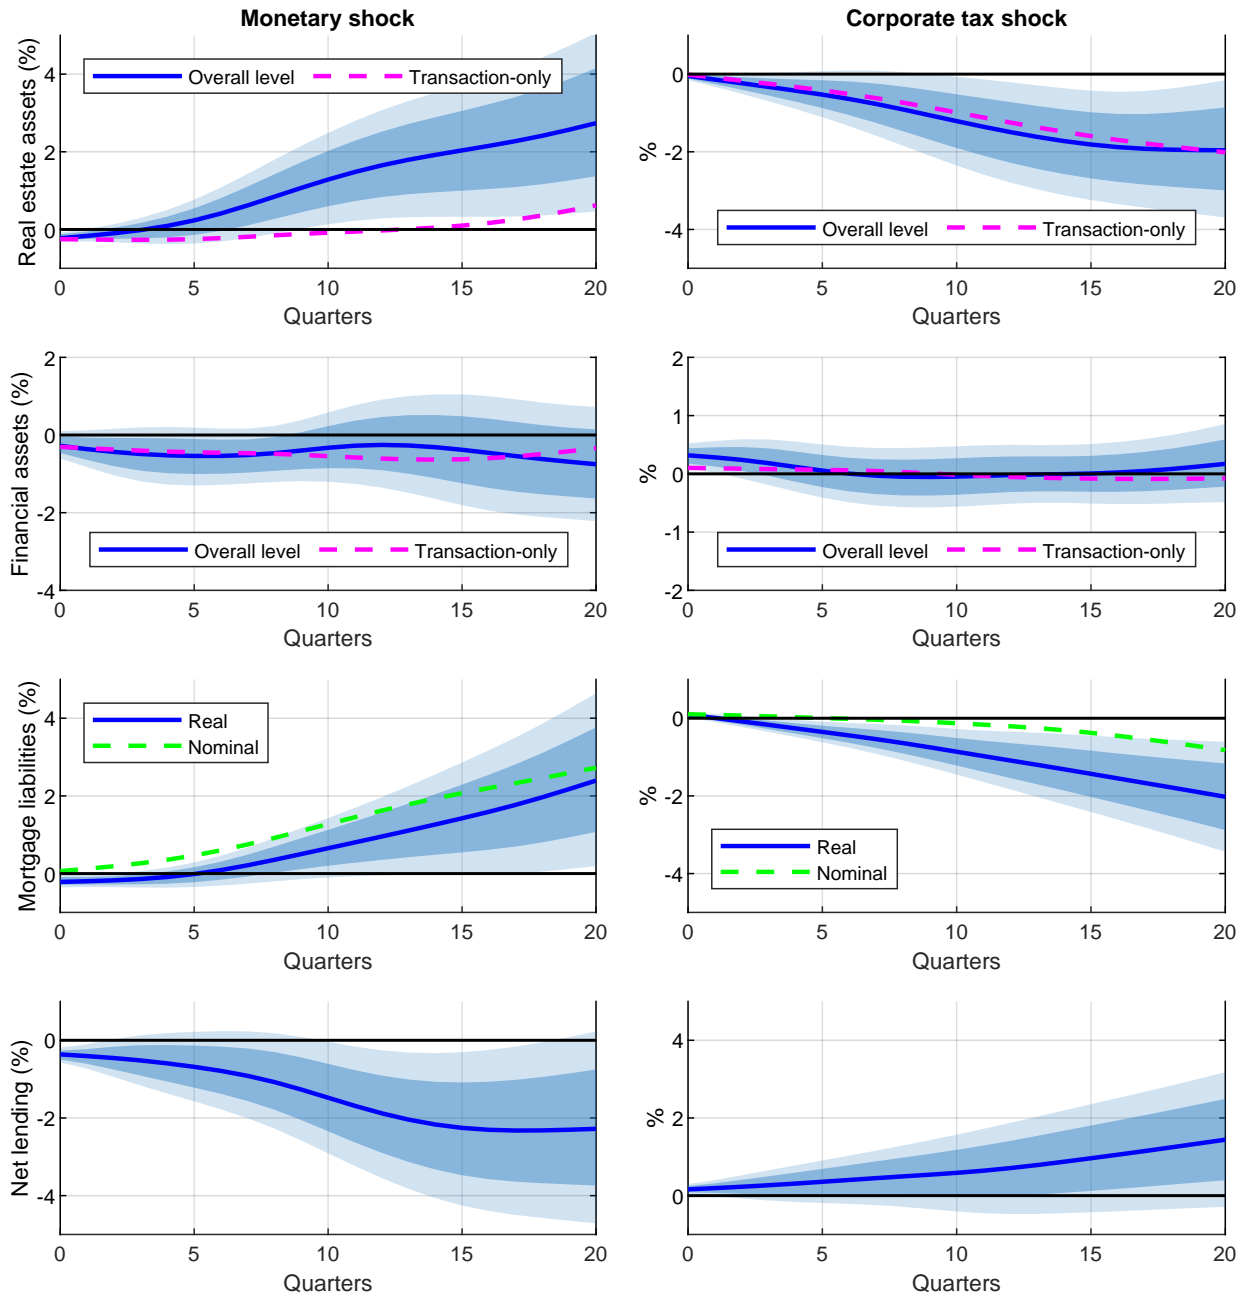 Monetary shock
Corporate tax shock
Real estate assets (%)
4
2
0
Overall level
Transaction-only
0 5 10 15 20
Quarters
%
0
-2
-4
Overall level
Transaction-only
0 5 10 15 20
Quarters
Financial assets (%)
2
0
-2
-4
Overall level
Transaction-only
0 5 10 15 20
Quarters
%
2
1
0
-1
-2
Overall level
Transaction-only
0 5 10 15 20
Quarters
Mortgage liabilities (%)
4
2
0
Real
Nominal
0 5 10 15 20
Quarters
%
0
-2
-4
Real
Nominal
0 5 10 15 20
Quarters
Net lending (%)
0
-2
-4
0 5 10 15 20
Quarters
%
4
2
0
0 5 10 15 20
Quarters